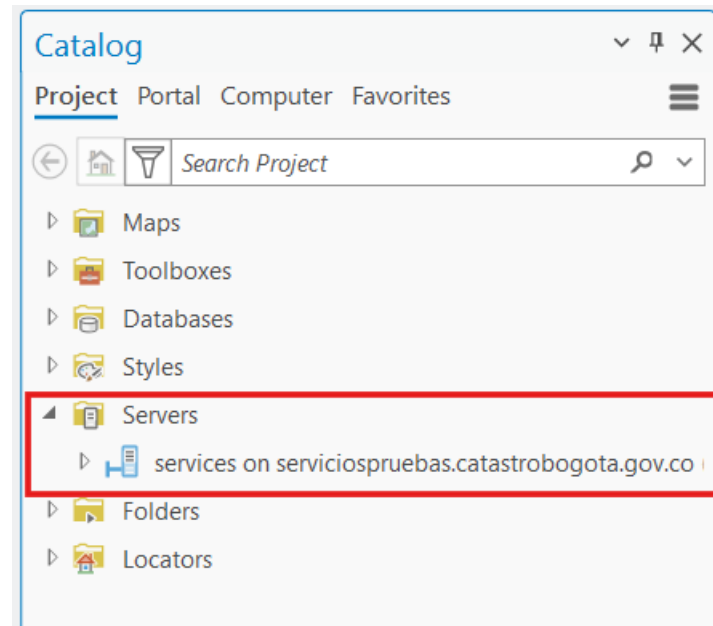 Catalog
Project Portal Computer Favorites
Search Project
Maps
Toolboxes
Databases
Styles
Servers
services on serviciospruebas.catastrobogota.gov.co (
Folders
Locators